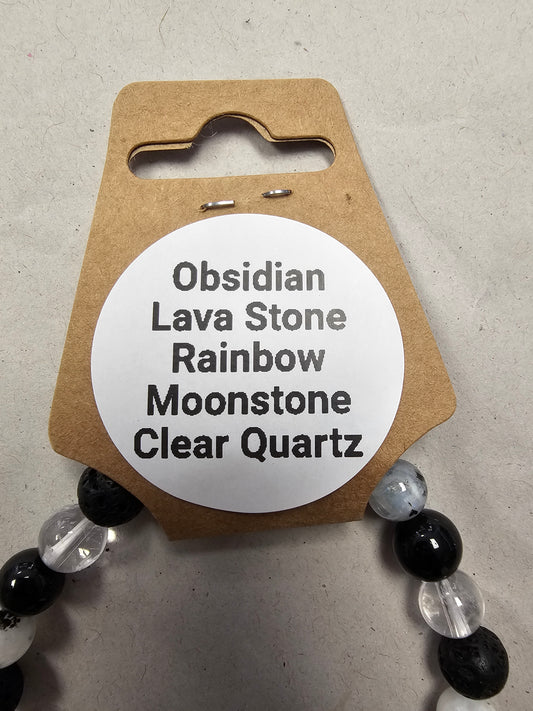 Obsidian
Lava Stone
Rainbow
Moonstone
Clear Quartz